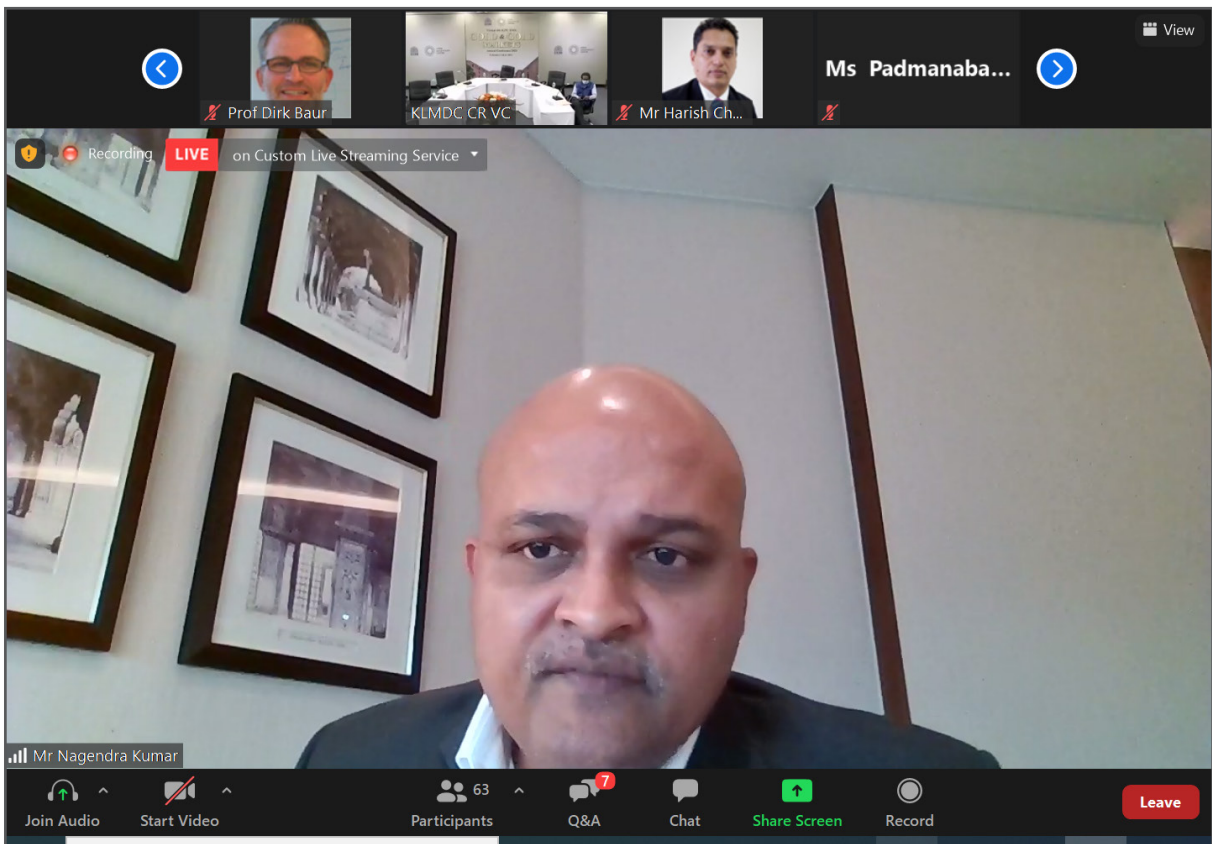 View
Ms Padmanaba...
Prof Dirk Baur
KLMDC CR VC
Mr Harish Ch...
Recording
LIVE
on Custom Live Streaming Service
Mr Nagendra Kumar
63
7
Join Audio
Start Video
Participants
Q&A
Chat
Share Screen
Record
Leave